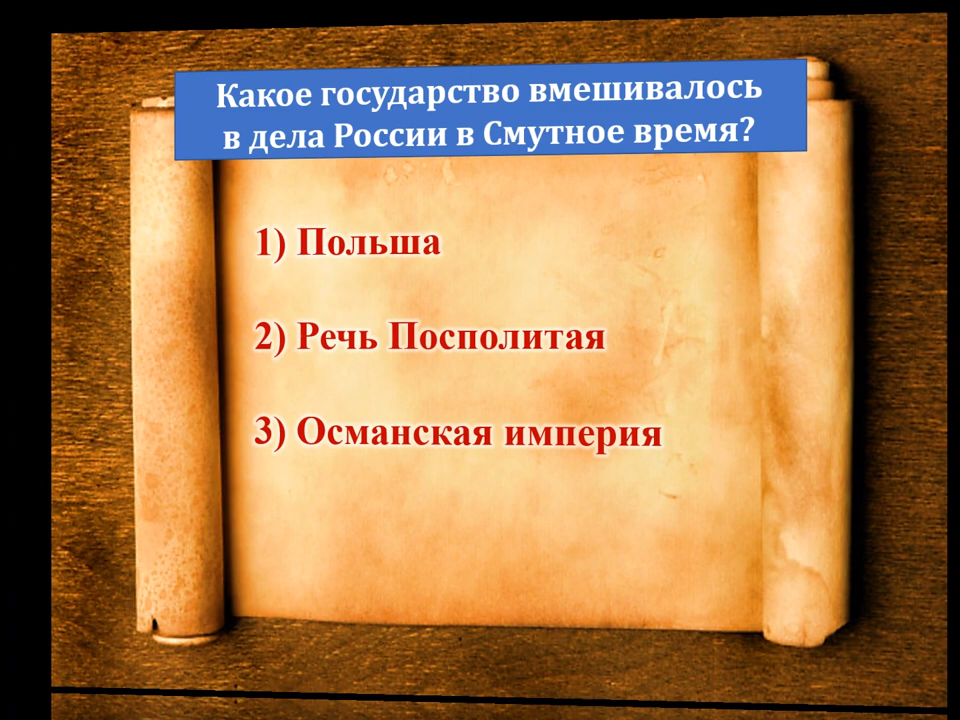 Какое государство вмешивалось
в дела России в Смутное время?
1) Польша
2) Речь Посполитая
3) Османская империя